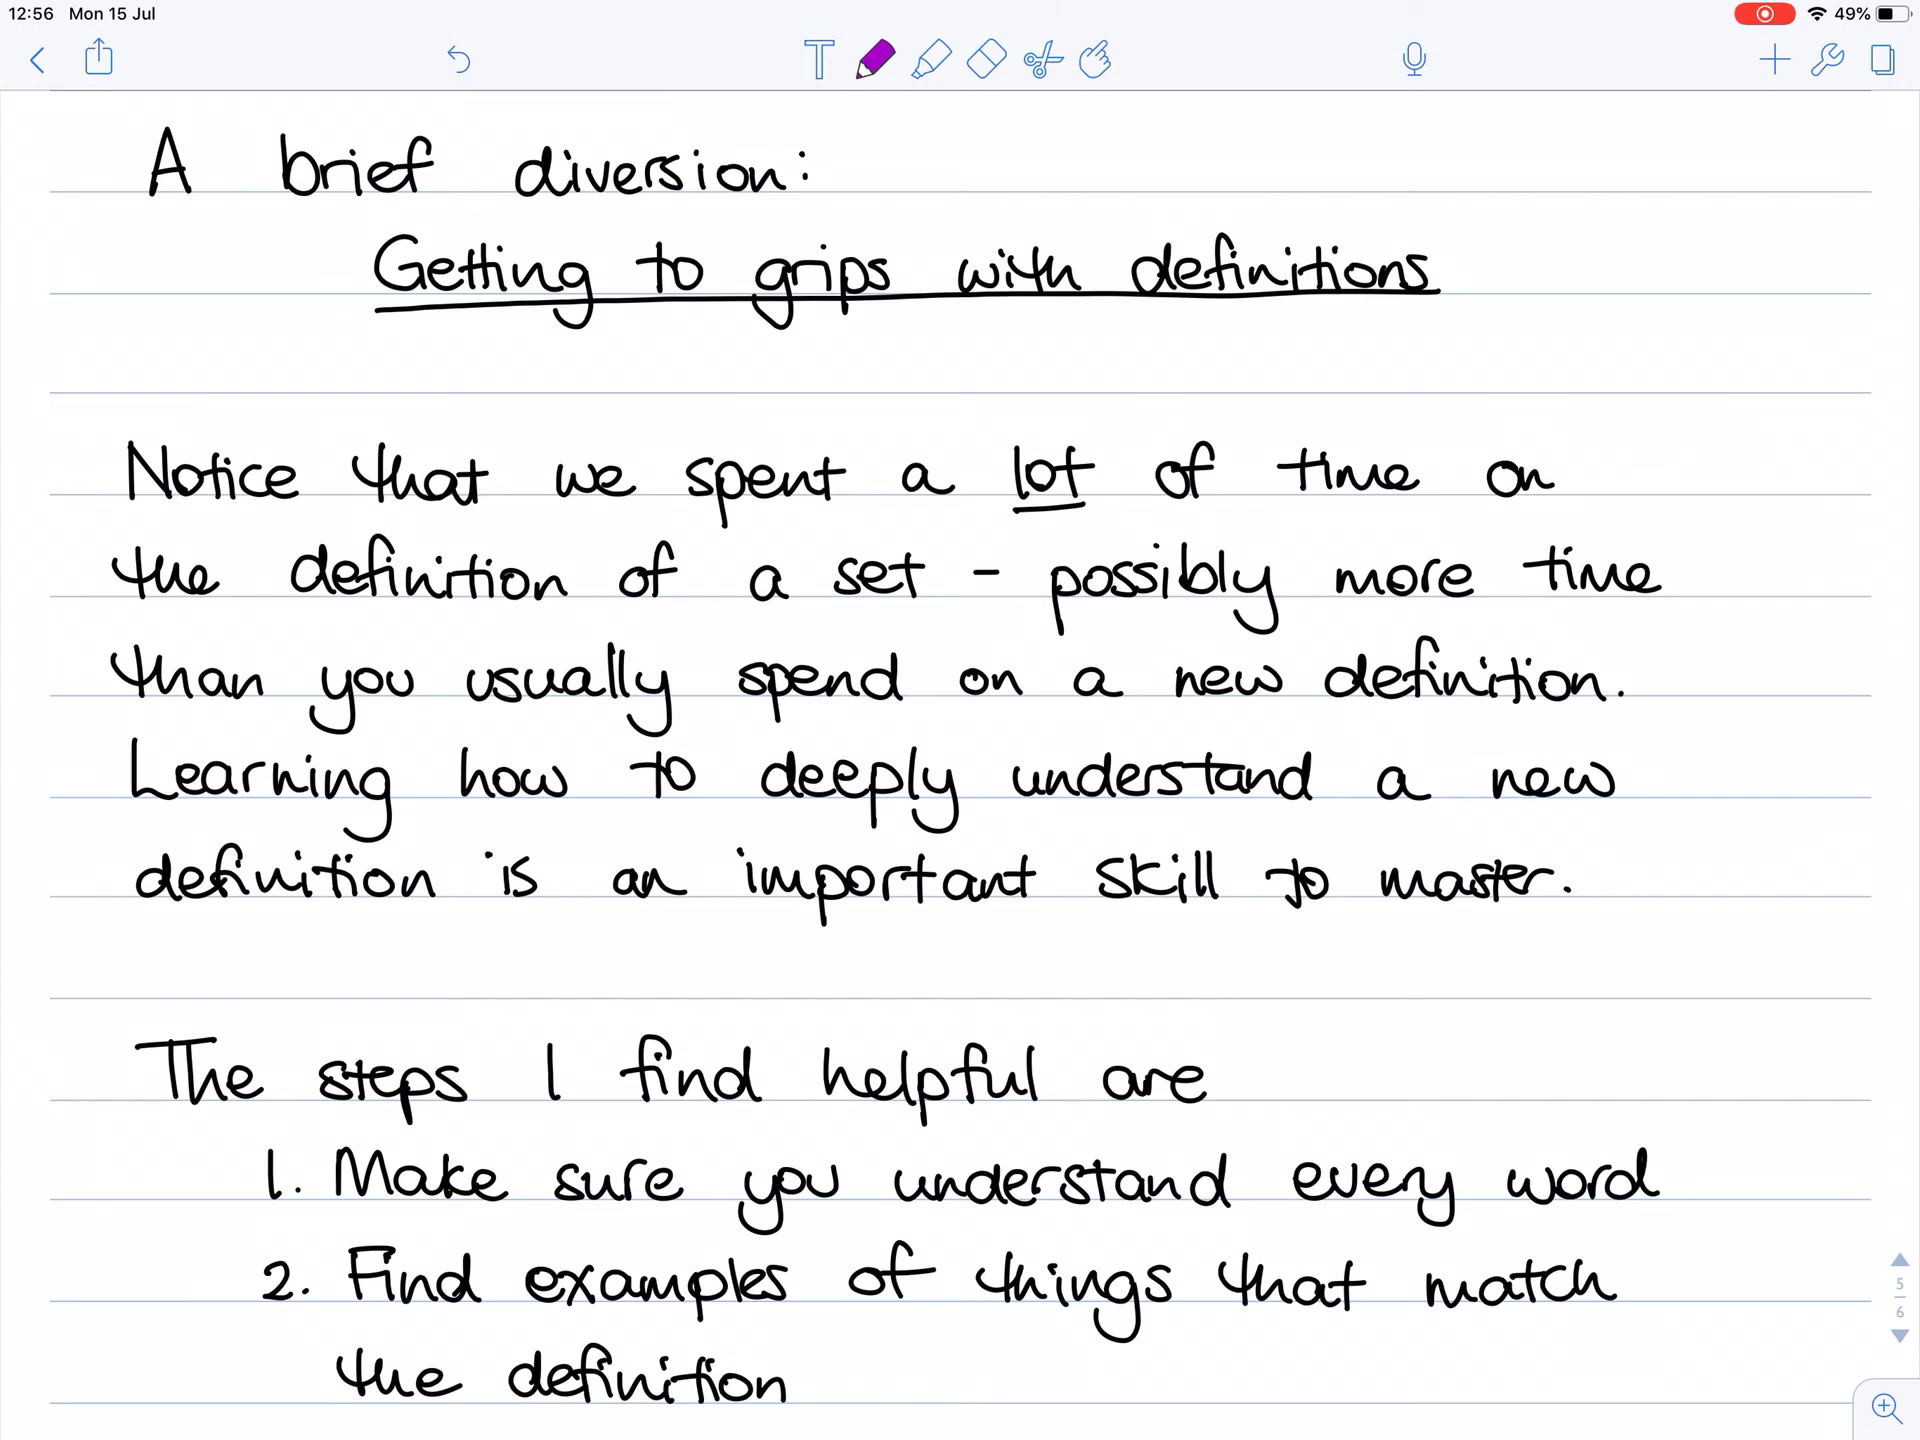 12:56 Mon 15 Jul
49%
A brief diversion:
Getting to grips with definitions
Notice that we spent a lot of time on
the definition of a set - possibly more time
than you usually spend on a new definition.
Learning how to deeply understand a new
definition is an important skill to master.
The steps I find helpful are
1. Make sure you understand every word
2. Find examples of things that match
the definition
5
6